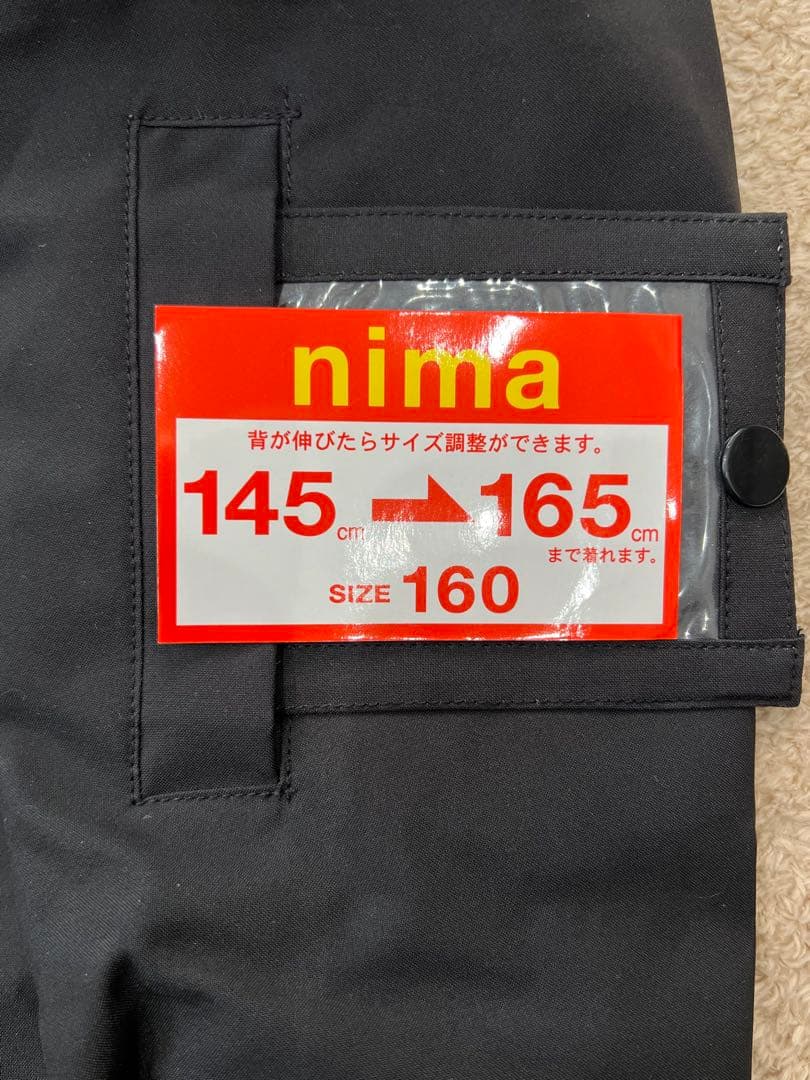 nima
背が伸びたらサイズ調整ができます。
145cm→165cm
まで着れます。
SIZE 160